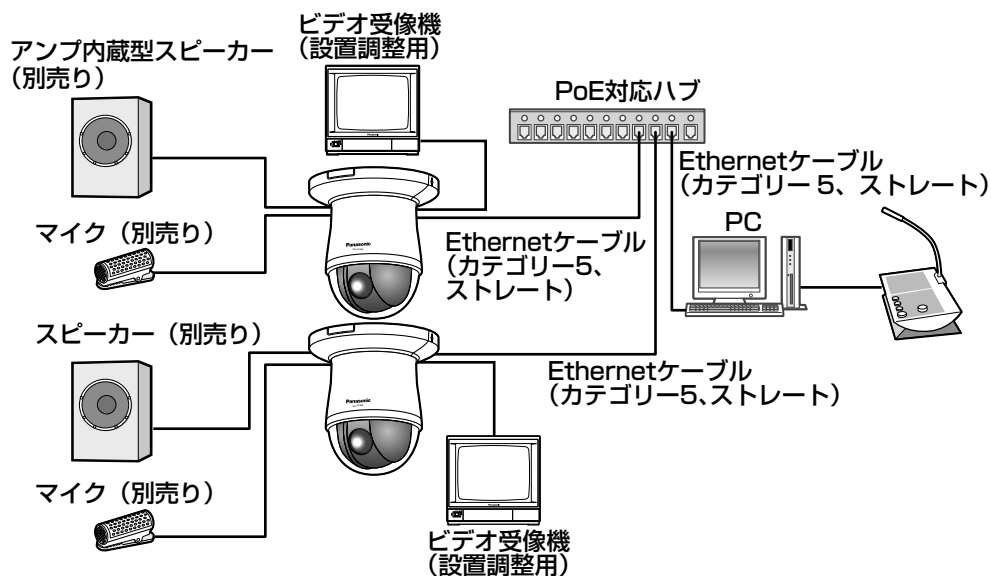 ビデオ受像機
（設置調整用）
アンプ内蔵型スピーカー
（別売り）
PoE対応ハブ
Ethernetケーブル
（カテゴリー5、ストレート）
マイク（別売り）
Panasonic
Ethernetケーブル
（カテゴリー5、
ストレート）
PC
スピーカー（別売り）
Ethernetケーブル
（カテゴリー5、ストレート）
Panasonic
マイク（別売り）
ビデオ受像機
（設置調整用）